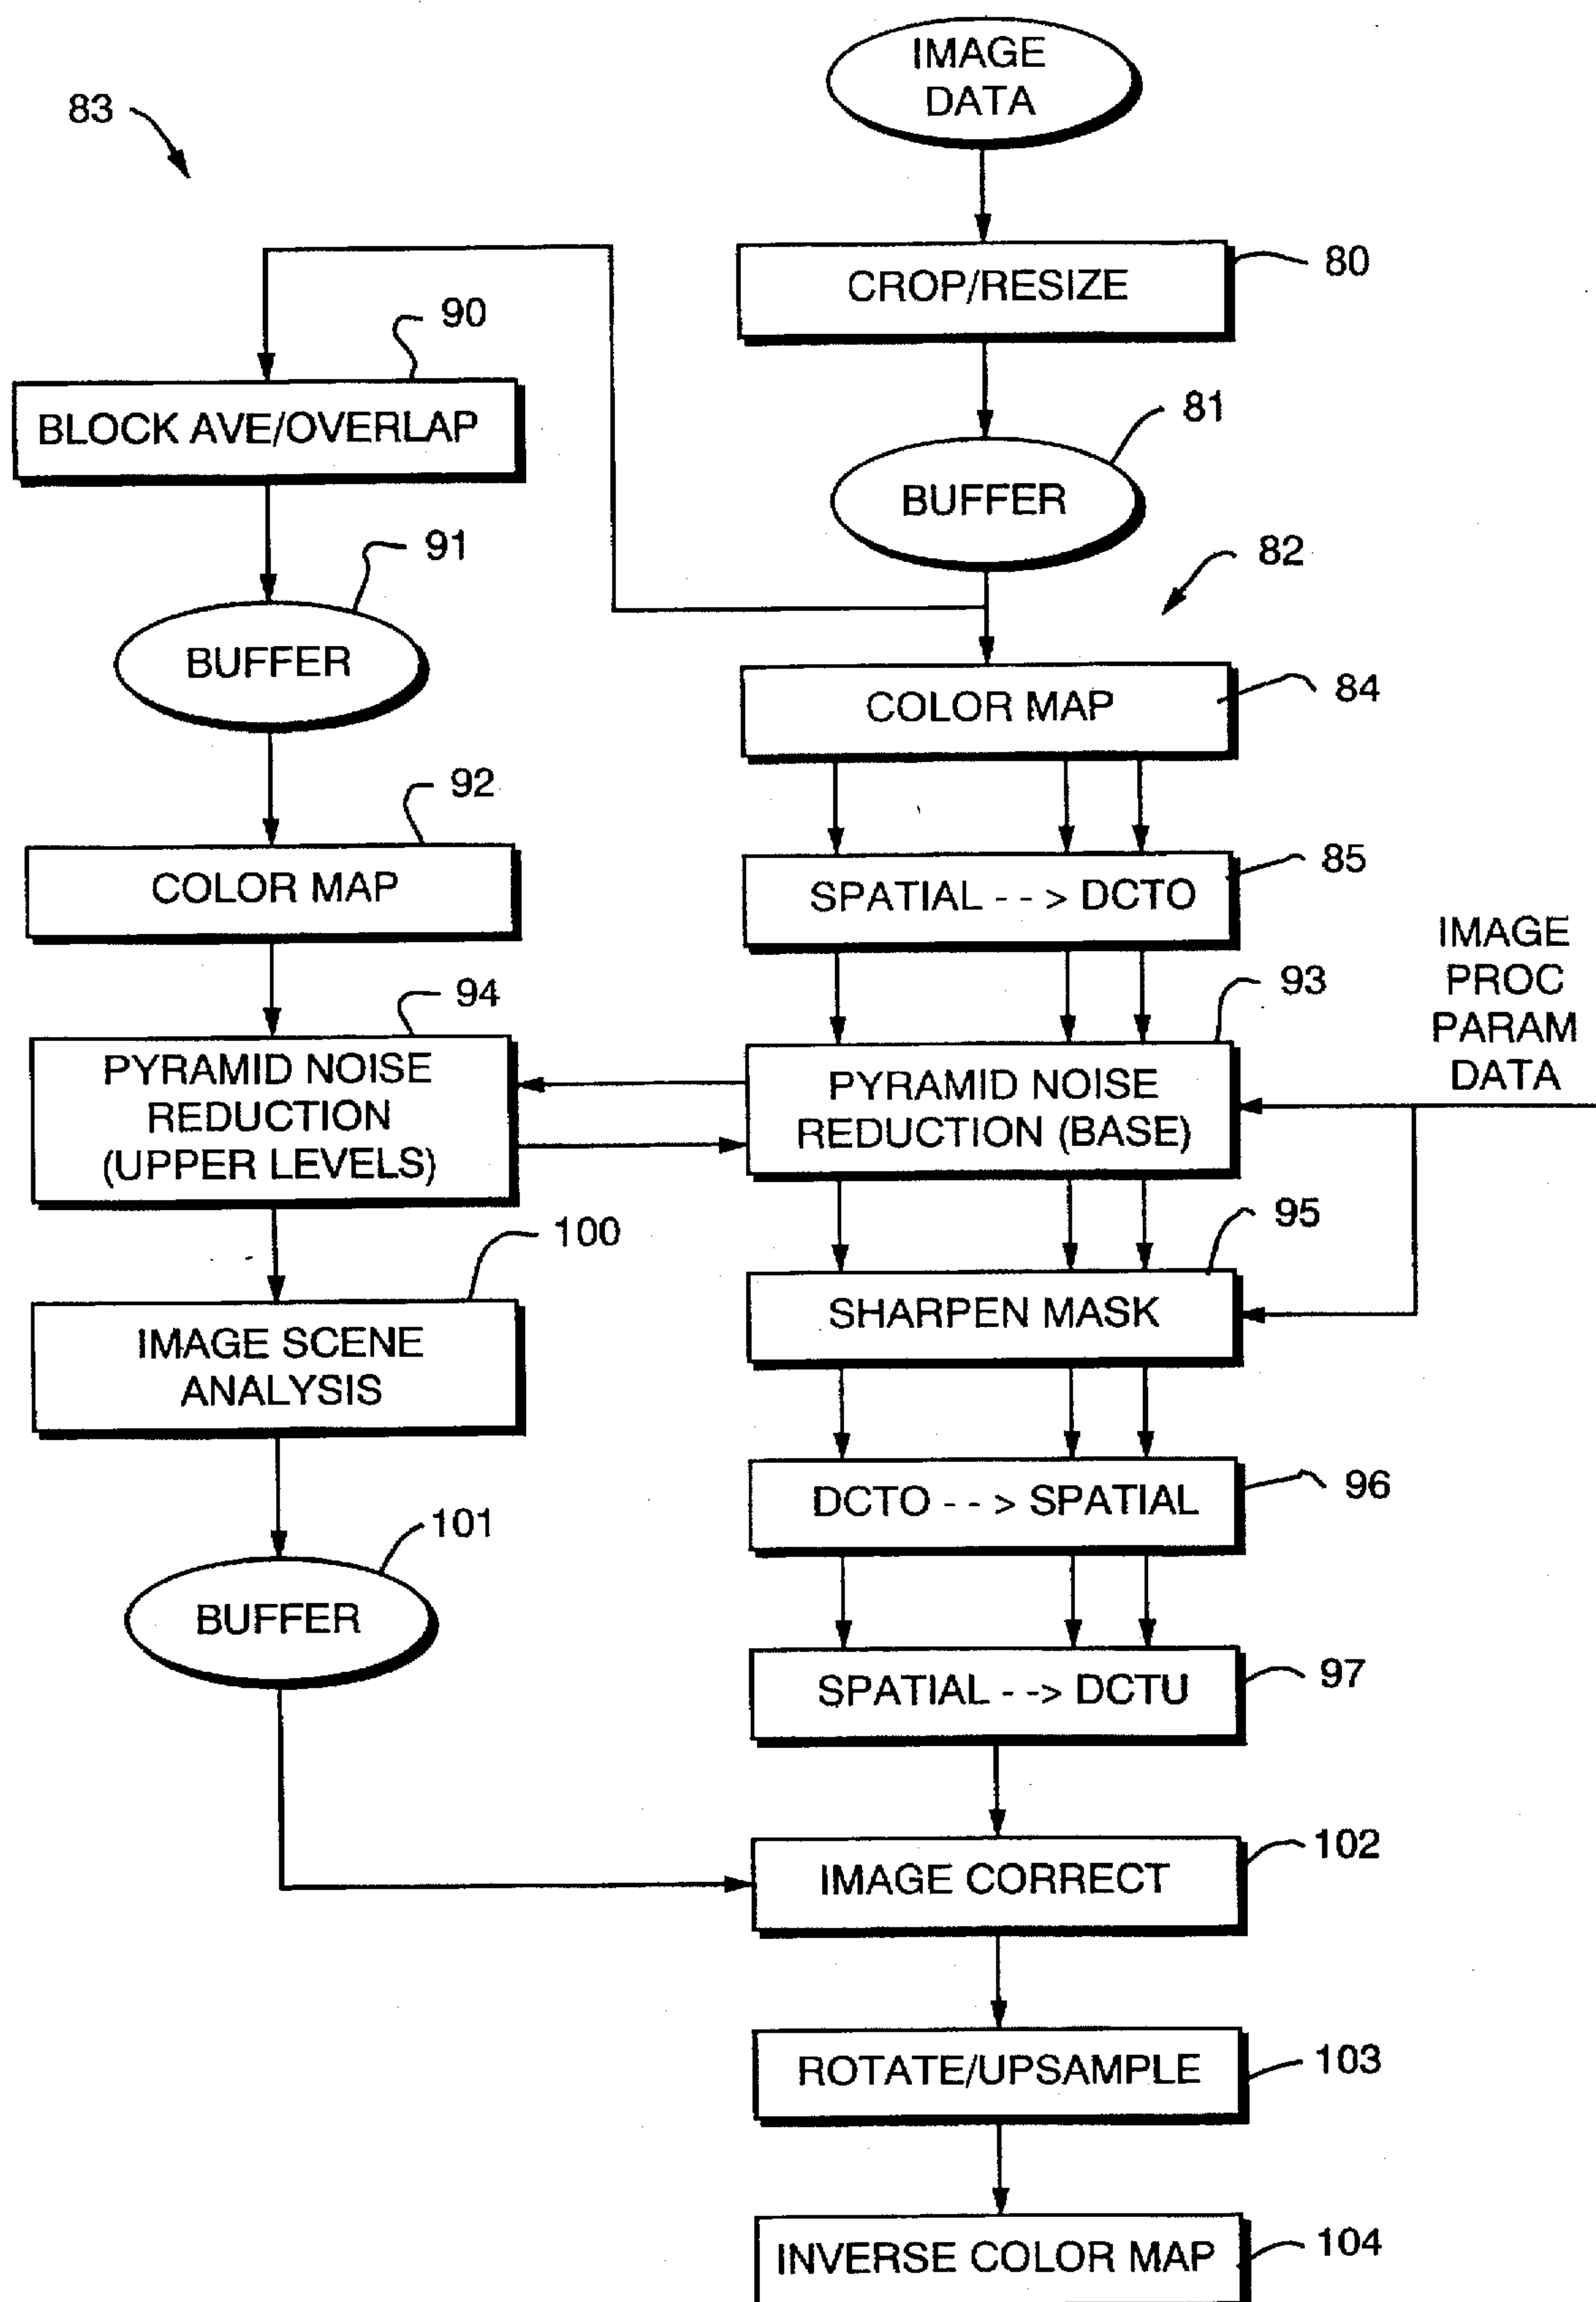 IMAGE
DATA
83
CROP/RESIZE
80
90
BLOCK AVE/OVERLAP
81
BUFFER
91
82
BUFFER
COLOR MAP
84
92
COLOR MAP
SPATIAL - - > DCTO
85
IMAGE
PROC
PARAM
DATA
94
93
PYRAMID NOISE
REDUCTION
(UPPER LEVELS)
PYRAMID NOISE
REDUCTION (BASE)
100
95
IMAGE SCENE
ANALYSIS
SHARPEN MASK
DCTO - - > SPATIAL
96
101
BUFFER
SPATIAL - -> DCTU
97
IMAGE CORRECT
102
ROTATE/UPSAMPLE
103
INVERSE COLOR MAP
104